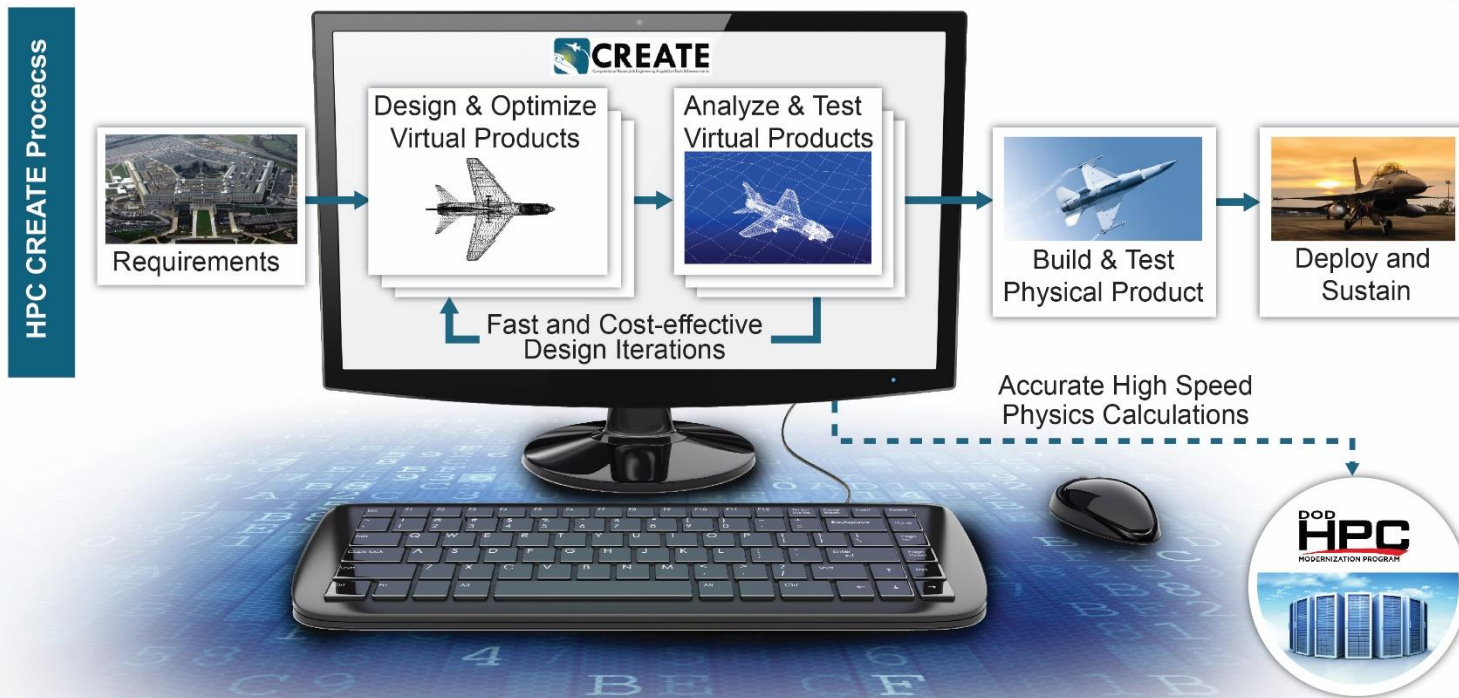 HPC CREATE Procecss
CREATE
Design & Optimize
Virtual Products
Analyze & Test
Virtual Products
Requirements
Build & Test
Physical Product
Deploy and
Sustain
Fast and Cost-effective
Design Iterations
Accurate High Speed
Physics Calculations
DOD
HPC
MODERNIZATION PROGRAM